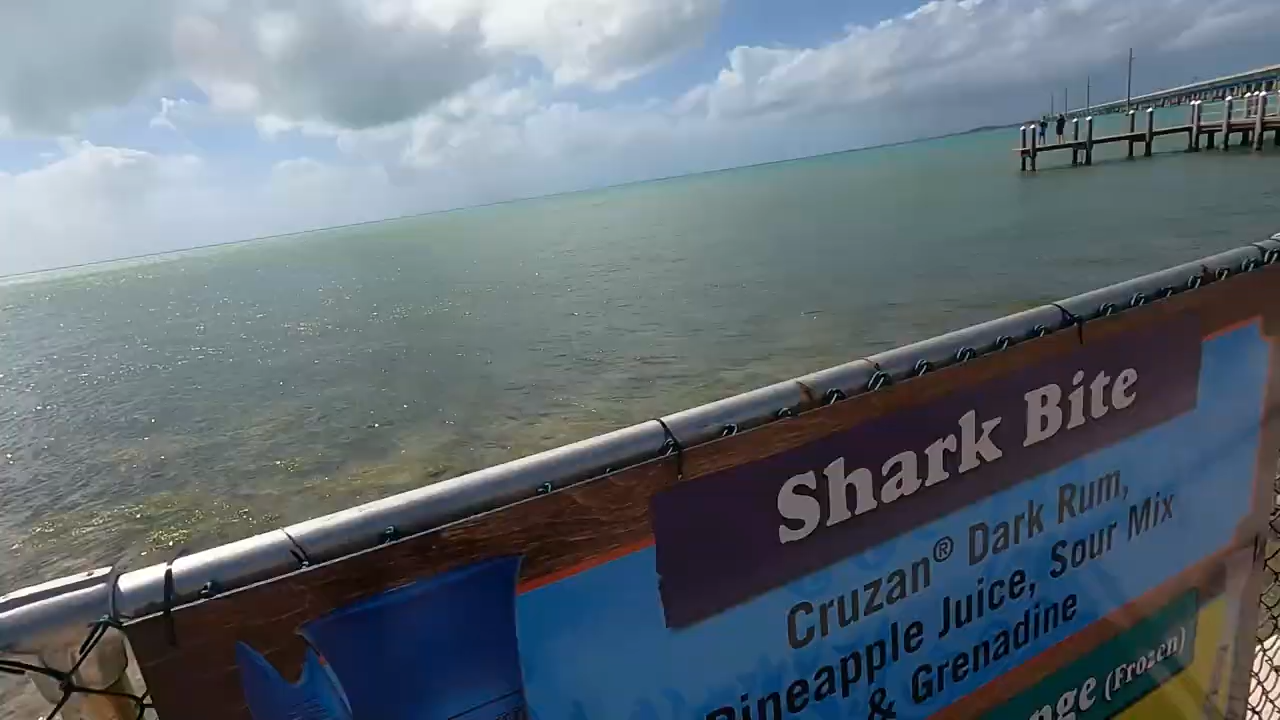 Shark Bite
Cruzan® Dark Rum,
Pineapple Juice, Sour Mix
& Grenadine
(Frozen)